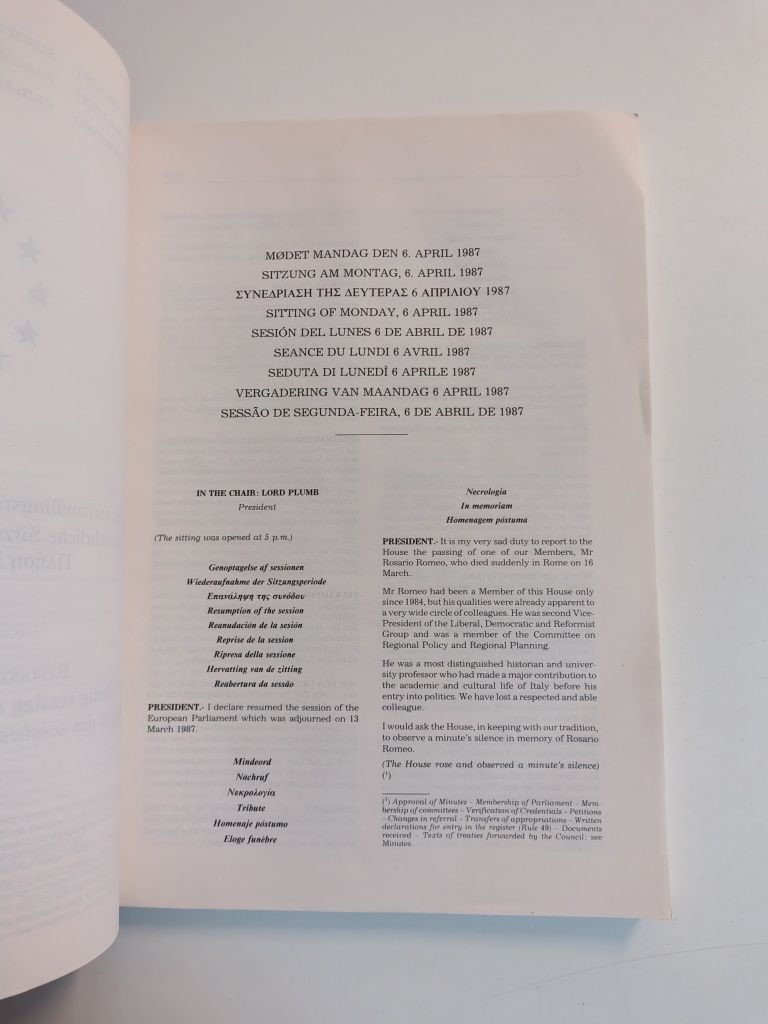 MØDET MANDAG DEN 6. APRIL 1987
SITZUNG AM MONTAG, 6. APRIL 1987
ΣΥΝΕΔΡΙΑΣΗ ΤΗΣ ΔΕΥΤΕΡΑΣ 6 ΑΠΡΙΛΙΟΥ 1987
SITTING OF MONDAY, 6 APRIL 1987
SESIÓN DEL LUNES 6 DE ABRIL DE 1987
SEANCE DU LUNDI 6 AVRIL 1987
SEDUTA DI LUNEDÌ 6 APRILE 1987
VERGADERING VAN MAANDAG 6 APRIL 1987
SESSÃO DE SEGUNDA-FEIRA, 6 DE ABRIL DE 1987
IN THE CHAIR: LORD PLUMB
President
(The sitting was opened at 5 p.m.)
Genoptagelse af sessionen
Wiederaufnahme der Sitzungsperiode
Επανάληψη της συνόδου
Resumption of the session
Reanudación de la sesión
Reprise de la session
Ripresa della sessione
Hervatting van de zitting
Reabertura da sessão
PRESIDENT.- I declare resumed the session of the
European Parliament which was adjourned on 13
March 1987.
Mindeord
Nachruf
Νεκρολογία
Tribute
Homenaje póstumo
Eloge funèbre
Necrologia
In memoriam
Homenagem póstuma
PRESIDENT.- It is my very sad duty to report to the
House the passing of one of our Members, Mr
Rosario Romeo, who died suddenly in Rome on 16
March.
Mr Romeo had been a Member of this House only
since 1984, but his qualities were already apparent to
a very wide circle of colleagues. He was second Vice-
President of the Liberal, Democratic and Reformist
Group and was a member of the Committee on
Regional Policy and Regional Planning.
He was a most distinguished historian and univer-
sity professor who had made a major contribution to
the academic and cultural life of Italy before his
entry into politics. We have lost a respected and able
colleague.
I would ask the House, in keeping with our tradition,
to observe a minute's silence in memory of Rosario
Romeo.
(The House rose and observed a minute's silence)
(¹)
(¹) Approval of Minutes - Membership of Parliament - Mem-
bership of committees - Verification of Credentials - Petitions
- Changes in referral - Transfers of appropriations - Written
declarations for entry in the register (Rule 49) - Documents
received - Texts of treaties forwarded by the Council: see
Minutes.